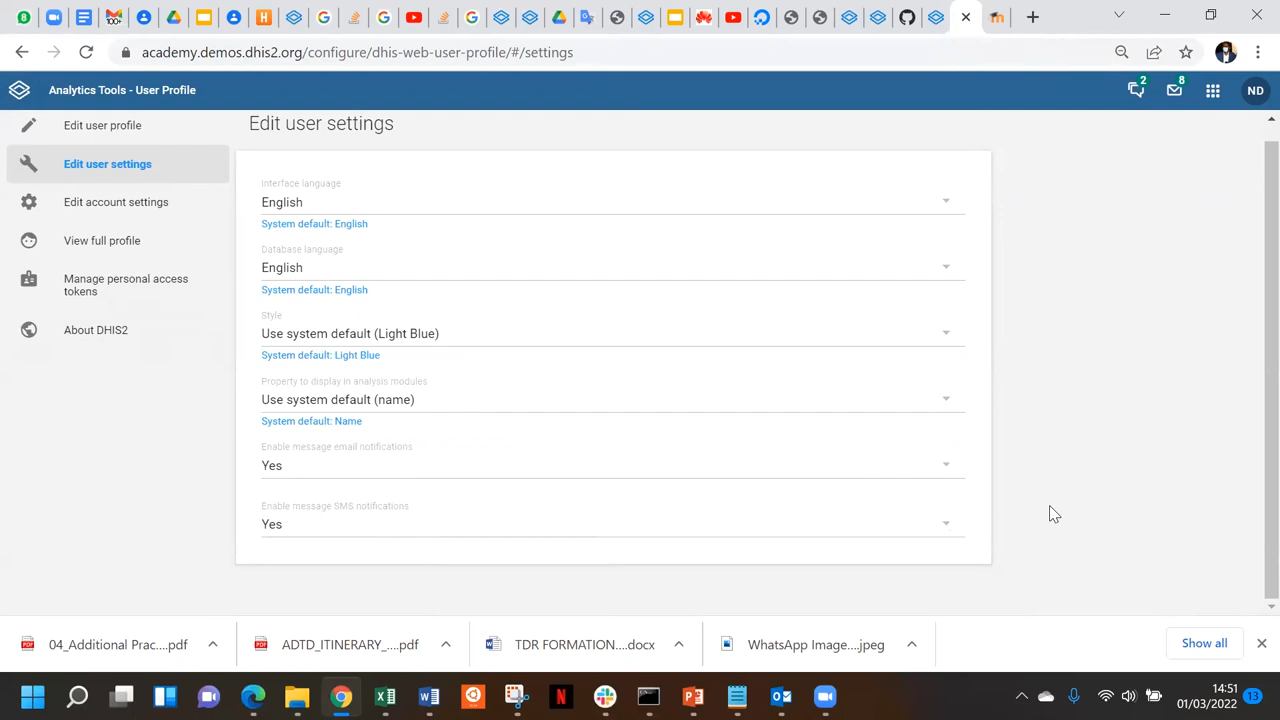 academy.demos.dhis2.org/configure/dhis-web-user-profile/#/settings
Analytics Tools - User Profile
2
8
ND
Edit user profile
Edit user settings
Edit account settings
View full profile
Manage personal access
tokens
About DHIS2
Edit user settings
Interface language
English
System default: English
Database language
English
System default: English
Style
Use system default (Light Blue)
System default: Light Blue
Property to display in analysis modules
Use system default (name)
System default: Name
Enable message email notifications
Yes
Enable message SMS notifications
Yes
04_Additional Prac....pdf
ADTD_ITINERARY_....pdf
TDR FORMATION....docx
WhatsApp Image....jpeg
Show all
14:51
01/03/2022
13